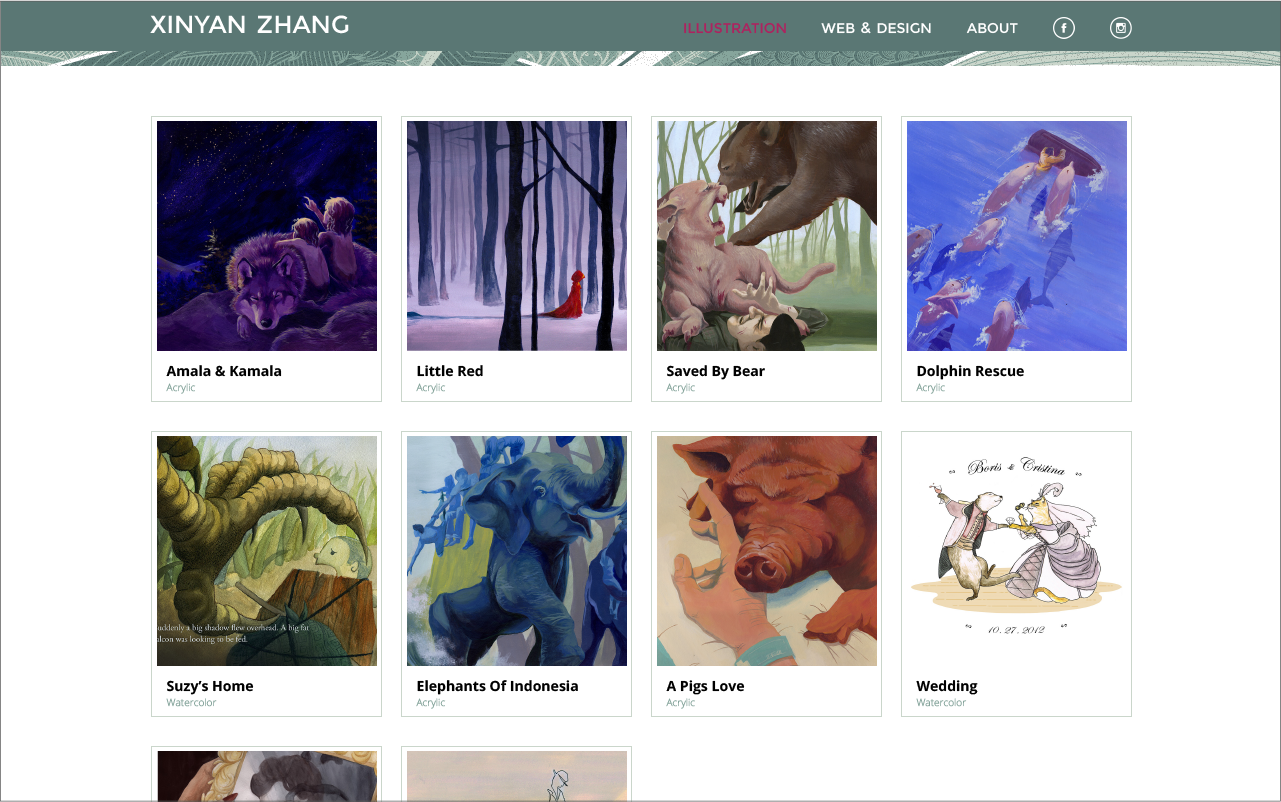 XINYAN ZHANG
ILLUSTRATION
WEB & DESIGN
ABOUT
Amala & Kamala
Acrylic
Little Red
Acrylic
Saved By Bear
Acrylic
Dolphin Rescue
Acrylic
uddenly a big shadow flew overhead. A big fat
alcon was looking to be fed.
Boris & Cristina
10.27.2012
Suzy’s Home
Watercolor
Elephants Of Indonesia
Acrylic
A Pigs Love
Acrylic
Wedding
Watercolor